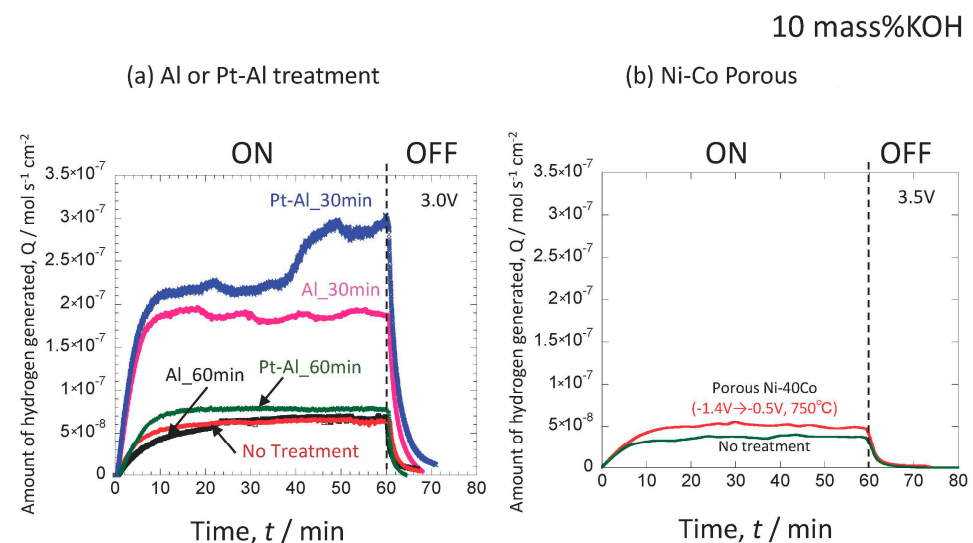 10 mass%KOH
(a) Al or Pt-Al treatment
(b) Ni-Co Porous
Amount of hydrogen generated, Q / mol s⁻¹ cm⁻²
ON
OFF
3.5×10⁻⁷
3×10⁻⁷
2.5×10⁻⁷
2×10⁻⁷
1.5×10⁻⁷
1×10⁻⁷
5×10⁻⁸
0
Pt-Al_30min
3.0V
Al_30min
Al_60min
Pt-Al_60min
No Treatment
0 10 20 30 40 50 60 70 80
Time, t / min
Amount of hydrogen generated, Q / mol s⁻¹ cm⁻²
ON
OFF
3.5×10⁻⁷
3×10⁻⁷
2.5×10⁻⁷
2×10⁻⁷
1.5×10⁻⁷
1×10⁻⁷
5×10⁻⁸
0
3.5V
Porous Ni-40Co
(-1.4V→-0.5V, 750℃)
No treatment
0 10 20 30 40 50 60 70 80
Time, t / min